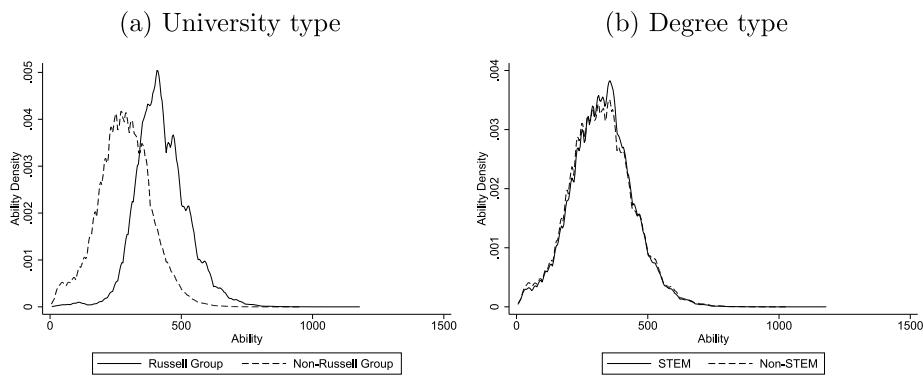 (a) University type
Ability Density
0 .001 .002 .003 .004 .005
0 500 1000 1500
Ability
Russell Group Non-Russell Group
(b) Degree type
Ability Density
0 .001 .002 .003 .004
0 500 1000 1500
Ability
STEM Non-STEM